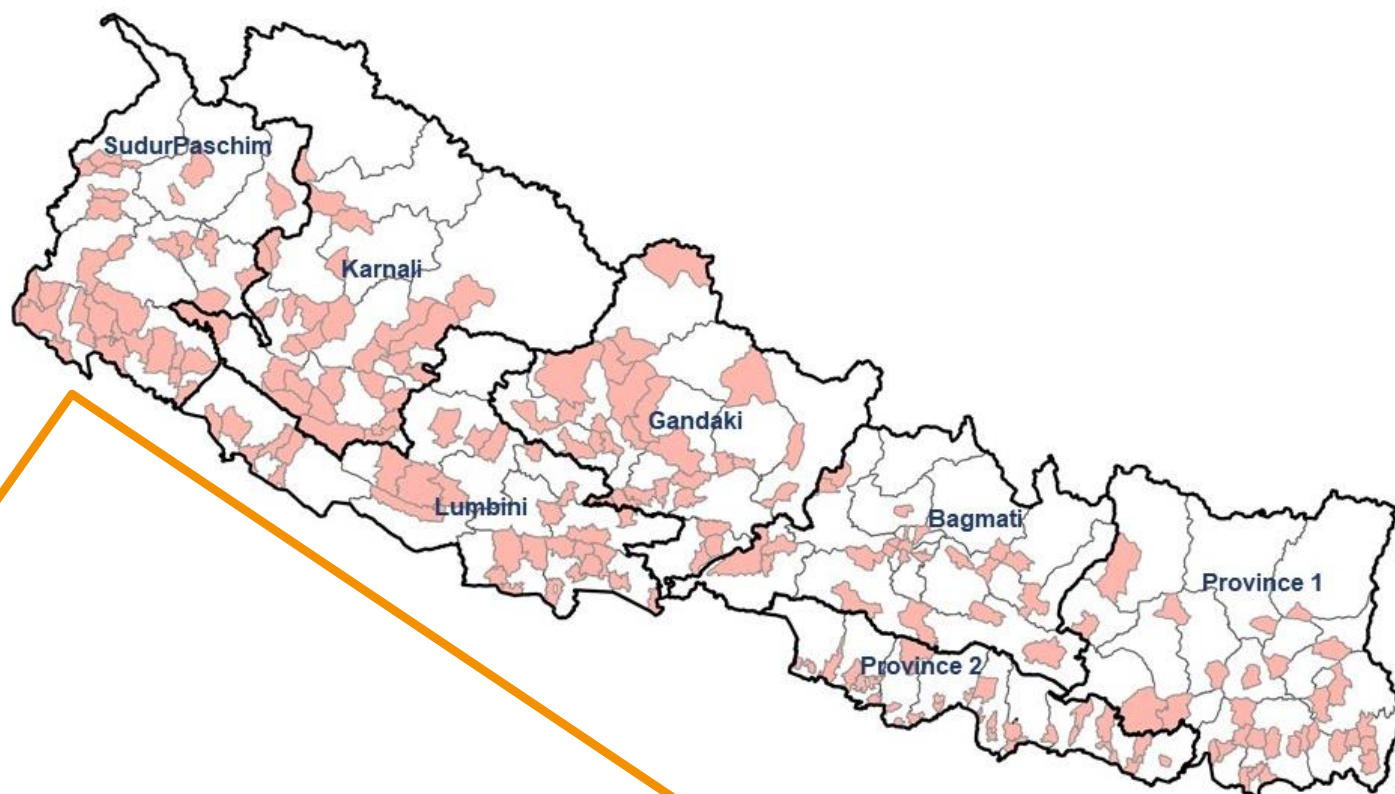 SudurPaschim
Karnali
Gandaki
Lumbini
Bagmati
Province 1
Province 2